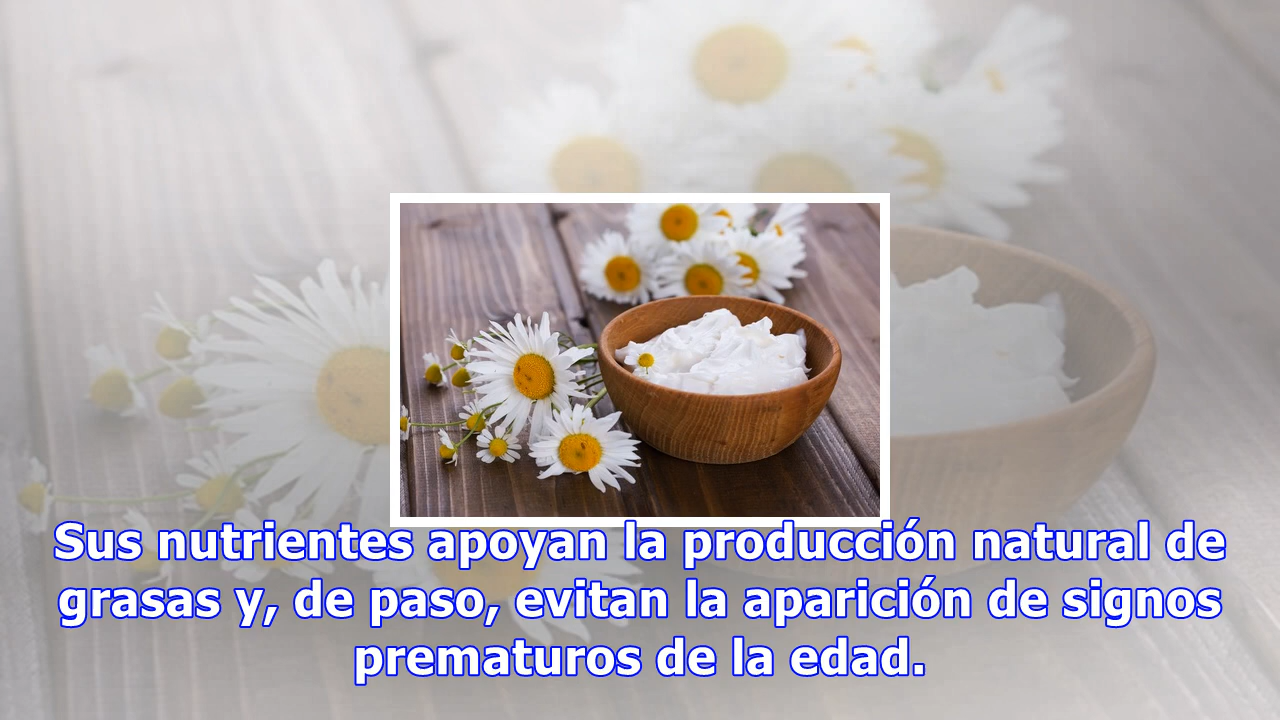 Sus nutrientes apoyan la producción natural de
grasas y, de paso, evitan la aparición de signos
prematuros de la edad.